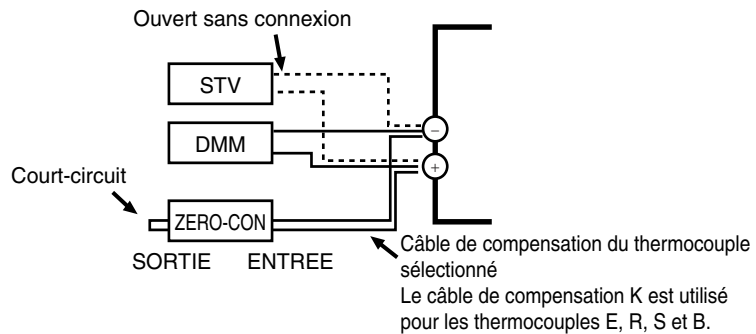 Ouvert sans connexion
STV
−
DMM
+
Court-circuit
ZERO-CON
SORTIE ENTREE
Câble de compensation du thermocouple
sélectionné
Le câble de compensation K est utilisé
pour les thermocouples E, R, S et B.